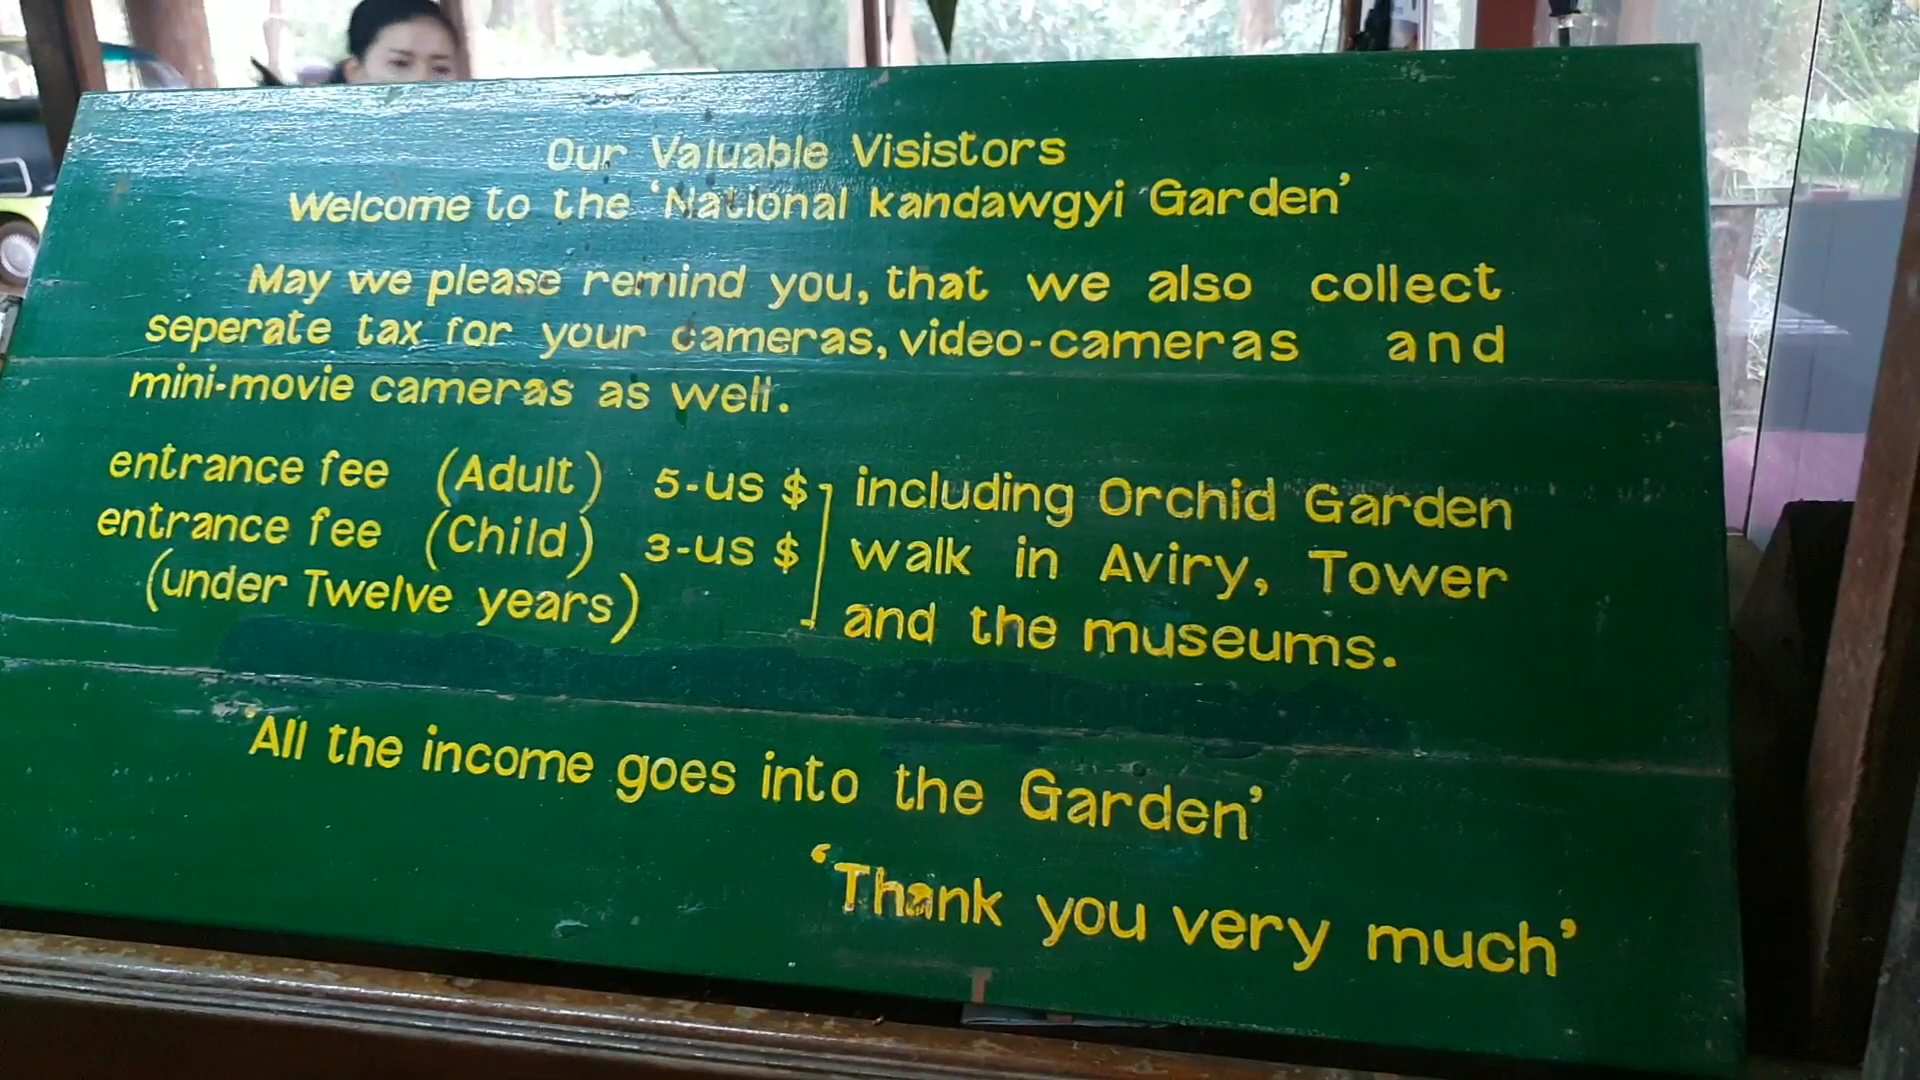 Our Valuable Visistors
Welcome to the 'National kandawgyi Garden'
May we please remind you, that we also collect
seperate tax for your cameras, video-cameras and
mini-movie cameras as well.
entrance fee (Adult) 5-us $ including Orchid Garden
entrance fee (Child) 3-us $ walk in Aviry, Tower
(under Twelve years) and the museums.
'All the income goes into the Garden'
'Thank you very much'